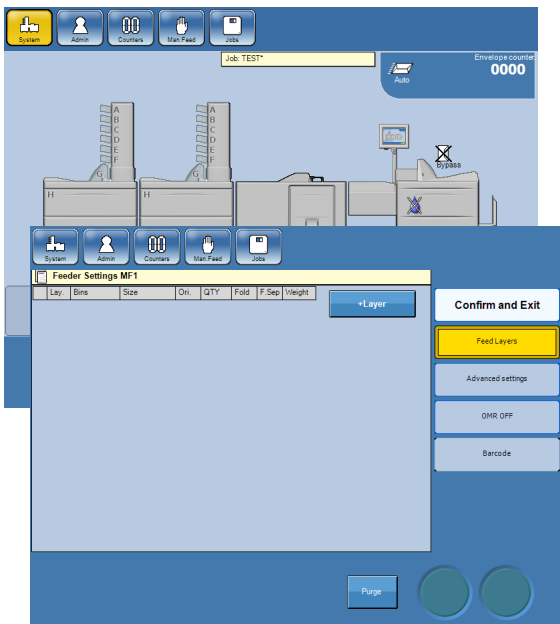 System Admin Counters Man.Feed Jobs
Job: TEST*
Envelope counter
0000
Auto
Bypass
A A
B B
C C
D D
E E
F F
G G
H H
System Admin Counters Man.Feed Jobs
Feeder Settings MF1
Lay. Bins Size Ori. QTY Fold F.Sep Weight
+Layer
Confirm and Exit
Feed Layers
Advanced settings
OMR OFF
Barcode
Purge